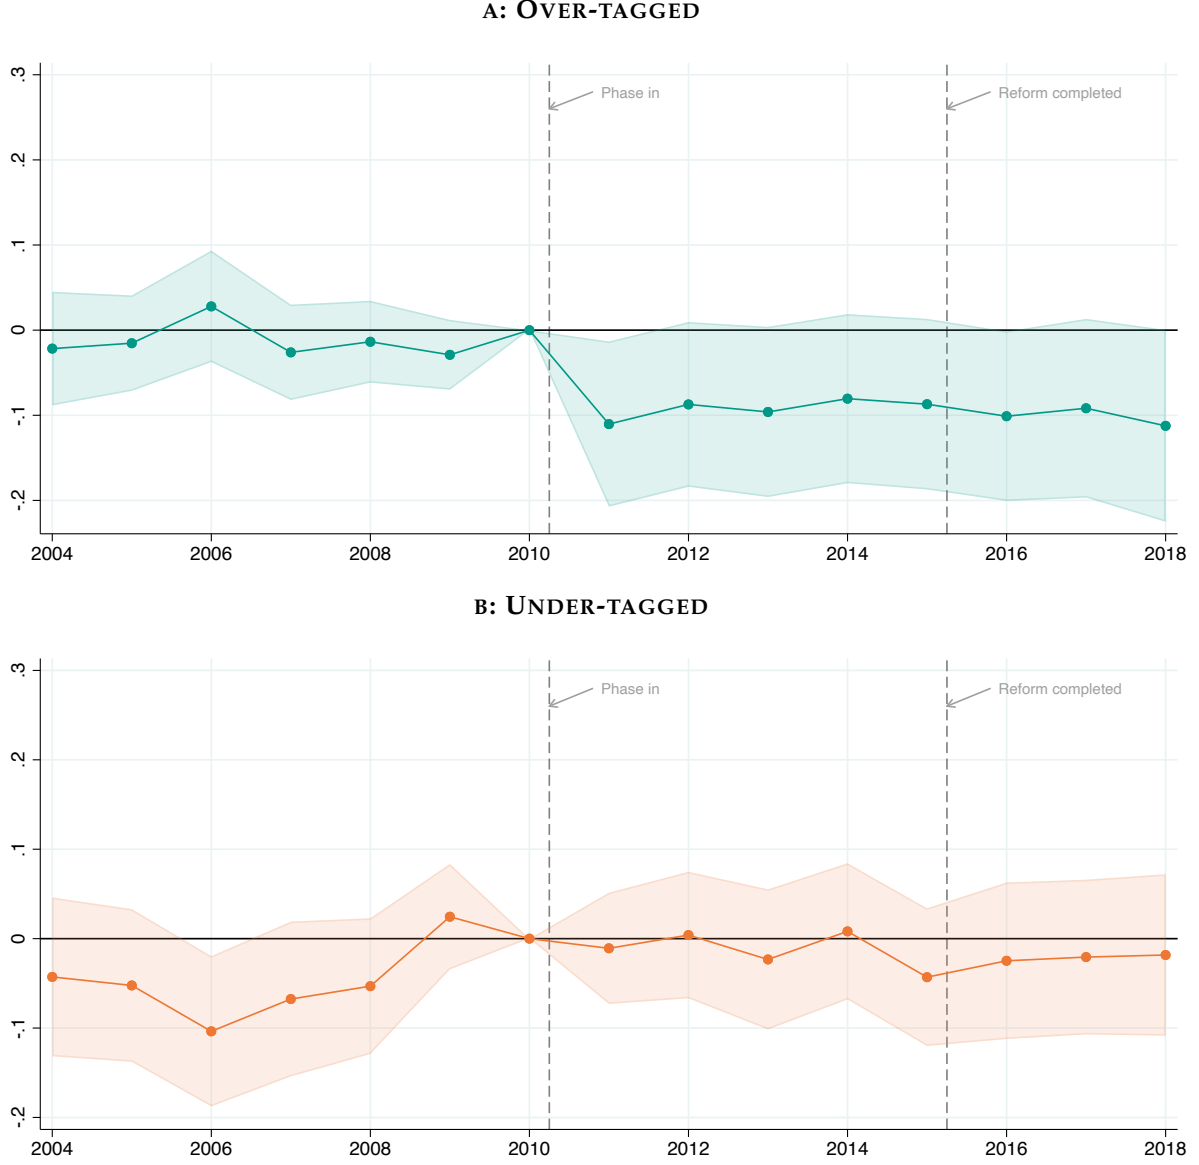 A: OVER-TAGGED
.3
Phase in
Reform completed
.2
.1
0
-.1
-.2
2004 2006 2008 2010 2012 2014 2016 2018
B: UNDER-TAGGED
.3
Phase in
Reform completed
.2
.1
0
-.1
-.2
2004 2006 2008 2010 2012 2014 2016 2018